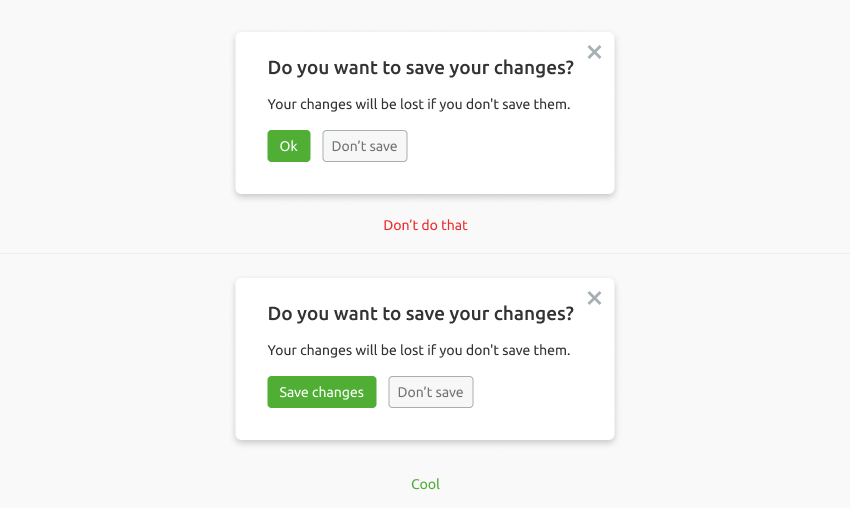 Do you want to save your changes?
Your changes will be lost if you don't save them.
Ok Don’t save
Don’t do that
Do you want to save your changes?
Your changes will be lost if you don't save them.
Save changes Don’t save
Cool